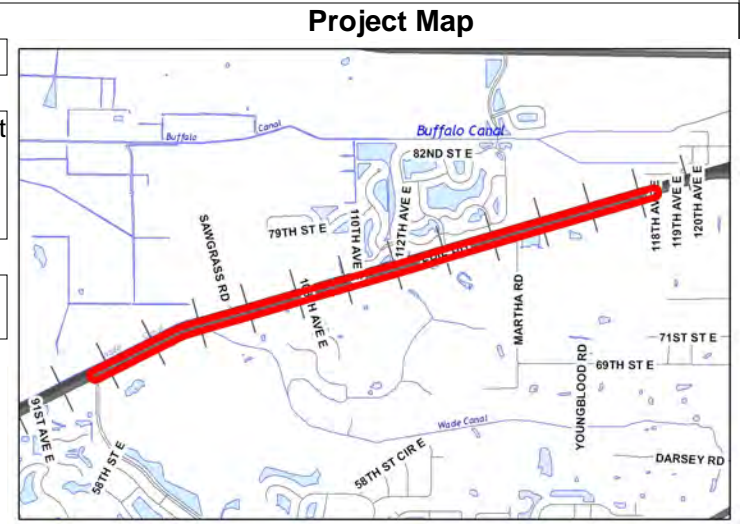 Project Map
t
Buffalo
Canal
Buffalo Canal
82ND ST E
SAWGRASS RD
79TH ST E
110TH AVE
112TH AVE E
118TH AVE E
119TH AVE E
120TH AVE E
AVE E
MARTHA RD
71ST ST E
69TH ST E
YOUNGBLOOD RD
91ST AVE E
58TH ST E
Wade Canal
58TH ST CIR E
DARSEY RD